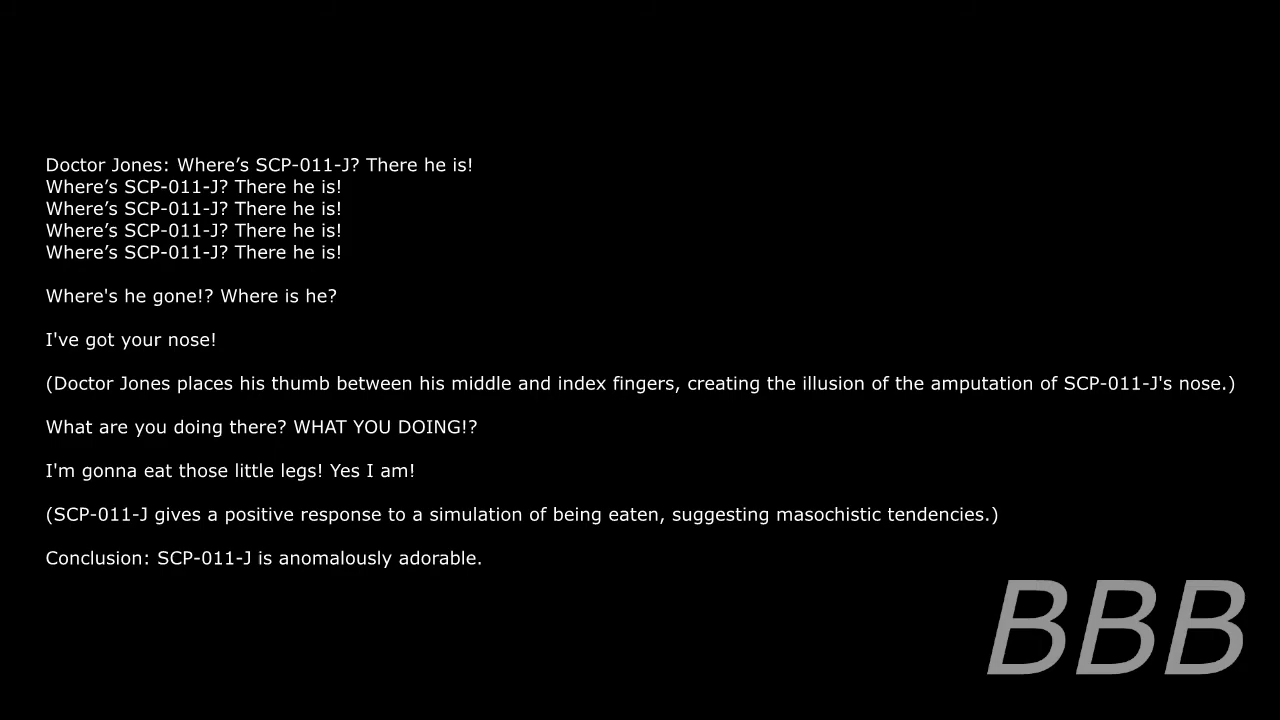 Doctor Jones: Where’s SCP-011-J? There he is!
Where’s SCP-011-J? There he is!
Where’s SCP-011-J? There he is!
Where’s SCP-011-J? There he is!
Where’s SCP-011-J? There he is!
Where's he gone!? Where is he?
I've got your nose!
(Doctor Jones places his thumb between his middle and index fingers, creating the illusion of the amputation of SCP-011-J's nose.)
What are you doing there? WHAT YOU DOING!?
I'm gonna eat those little legs! Yes I am!
(SCP-011-J gives a positive response to a simulation of being eaten, suggesting masochistic tendencies.)
Conclusion: SCP-011-J is anomalously adorable.
BBB